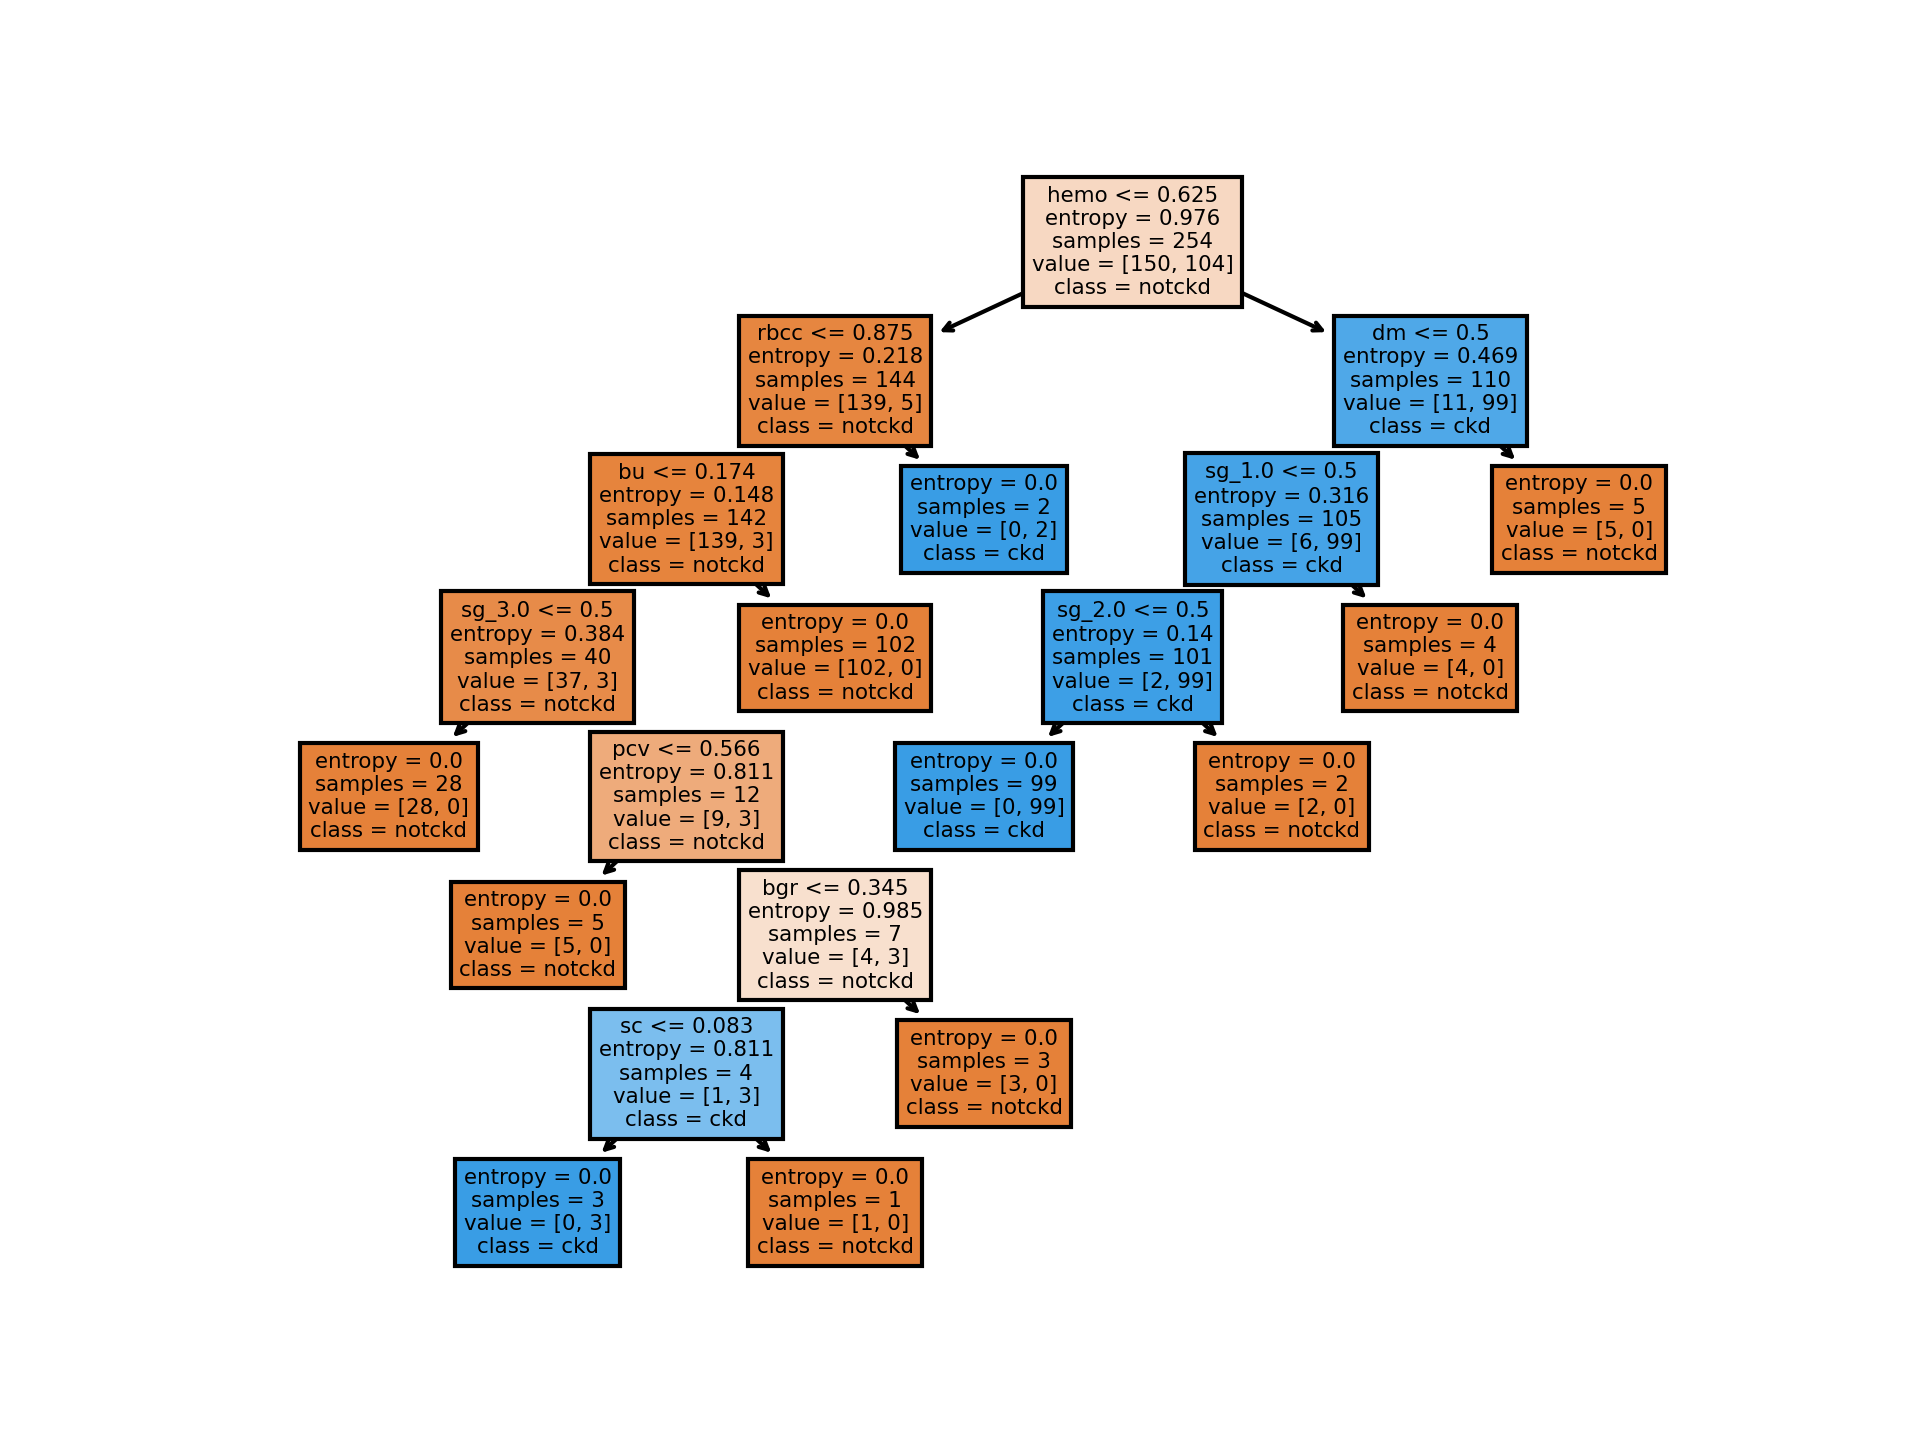 hemo <= 0.625
entropy = 0.976
samples = 254
value = [150, 104]
class = notckd
rbcc <= 0.875
entropy = 0.218
samples = 144
value = [139, 5]
class = notckd
dm <= 0.5
entropy = 0.469
samples = 110
value = [11, 99]
class = ckd
bu <= 0.174
entropy = 0.148
samples = 142
value = [139, 3]
class = notckd
entropy = 0.0
samples = 2
value = [0, 2]
class = ckd
sg_1.0 <= 0.5
entropy = 0.316
samples = 105
value = [6, 99]
class = ckd
entropy = 0.0
samples = 5
value = [5, 0]
class = notckd
sg_3.0 <= 0.5
entropy = 0.384
samples = 40
value = [37, 3]
class = notckd
entropy = 0.0
samples = 102
value = [102, 0]
class = notckd
sg_2.0 <= 0.5
entropy = 0.14
samples = 101
value = [2, 99]
class = ckd
entropy = 0.0
samples = 4
value = [4, 0]
class = notckd
entropy = 0.0
samples = 28
value = [28, 0]
class = notckd
pcv <= 0.566
entropy = 0.811
samples = 12
value = [9, 3]
class = notckd
entropy = 0.0
samples = 99
value = [0, 99]
class = ckd
entropy = 0.0
samples = 2
value = [2, 0]
class = notckd
entropy = 0.0
samples = 5
value = [5, 0]
class = notckd
bgr <= 0.345
entropy = 0.985
samples = 7
value = [4, 3]
class = notckd
sc <= 0.083
entropy = 0.811
samples = 4
value = [1, 3]
class = ckd
entropy = 0.0
samples = 3
value = [3, 0]
class = notckd
entropy = 0.0
samples = 3
value = [0, 3]
class = ckd
entropy = 0.0
samples = 1
value = [1, 0]
class = notckd